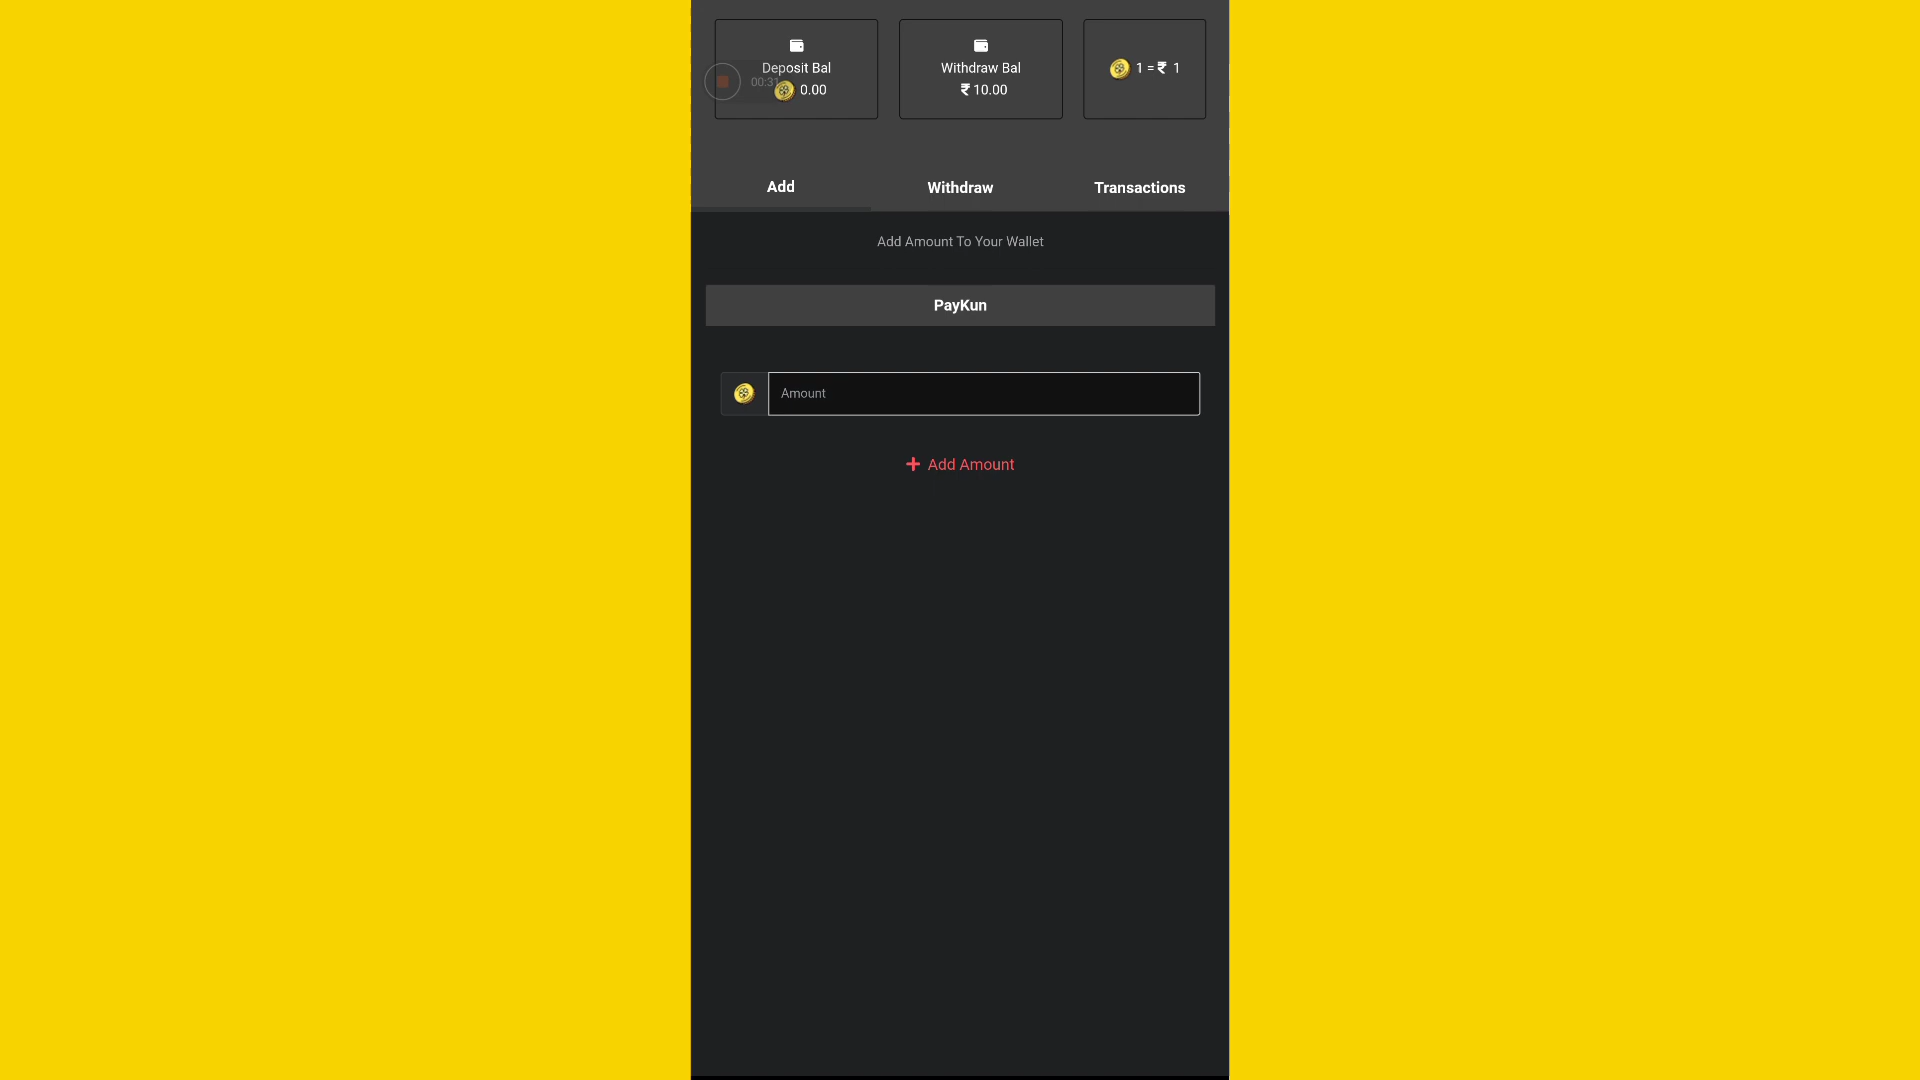 Deposit Bal
00:31
0.00
Withdraw Bal
₹ 10.00
1 = ₹ 1
Add
Withdraw
Transactions
Add Amount To Your Wallet
PayKun
Amount
+ Add Amount